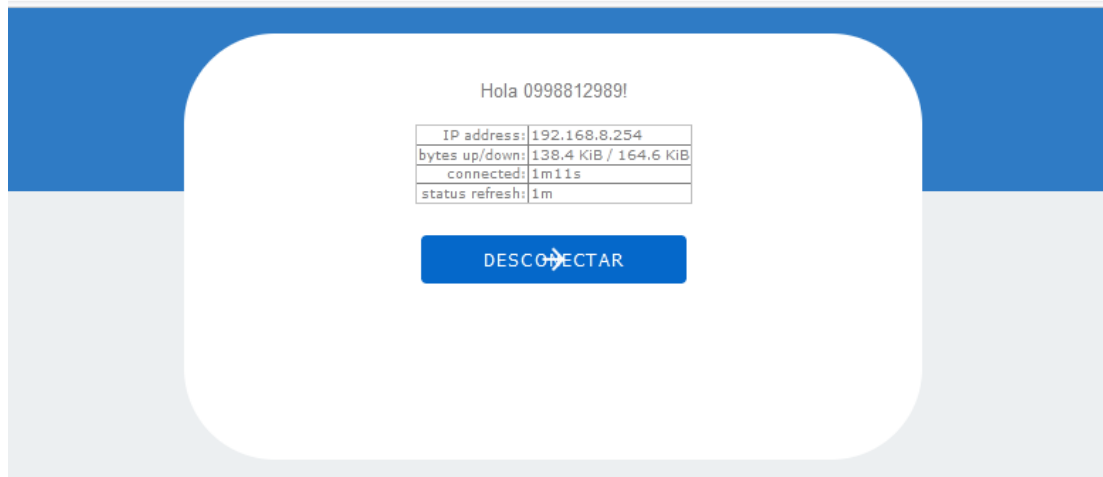 Hola 0998812989!
IP address: 192.168.8.254
bytes up/down: 138.4 KiB / 164.6 KiB
connected: 1m11s
status refresh: 1m
DESCONECTAR